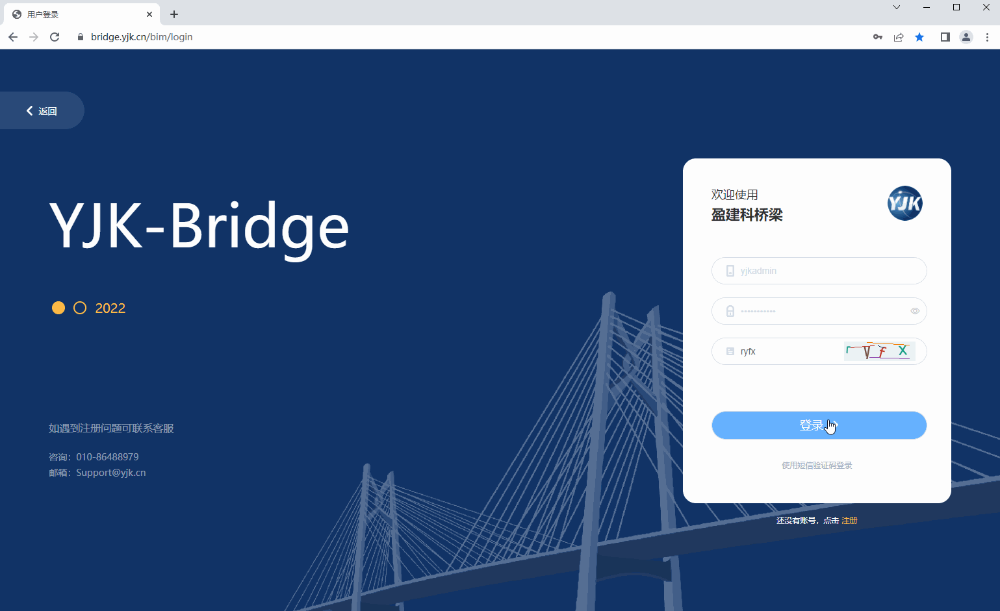 用户登录
bridge.yjk.cn/bim/login
返回
YJK-Bridge
2022
如遇到注册问题可联系客服
咨询：010-86488979
邮箱：Support@yjk.cn
欢迎使用
盈建科桥梁
YJK
yjkadmin
•••••••••••
ryfx
r y f X
登录
使用短信验证码登录
还没有账号，点击 注册